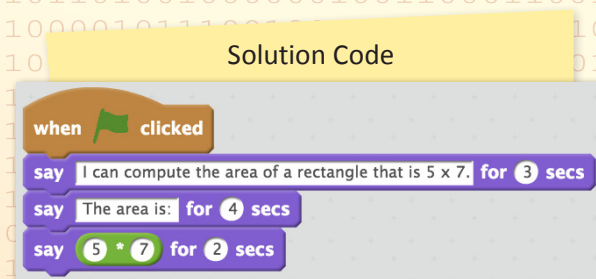 Solution Code
when clicked
say I can compute the area of a rectangle that is 5 x 7. for 3 secs
say The area is: for 4 secs
say 5 * 7 for 2 secs